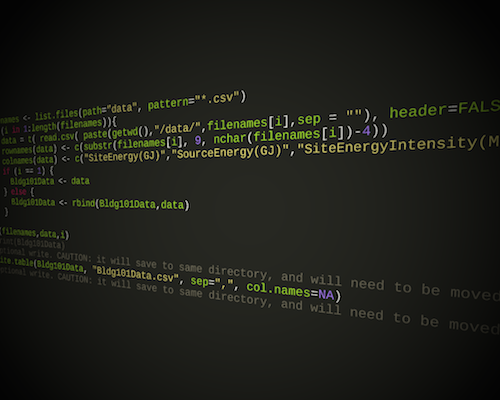 names <- list.files(path="data", pattern="*.csv")
(i in 1:length(filenames)){
data = t( read.csv( paste(getwd(),"/data/",filenames[i],sep = ""), header=FALS
rownames(data) <- c(substr(filenames[i], 9, nchar(filenames[i])-4))
colnames(data) <- c("SiteEnergy(GJ)","SourceEnergy(GJ)","SiteEnergyIntensity(M
if (i == 1) {
Bldg101Data <- data
} else {
Bldg101Data <- rbind(Bldg101Data,data)
}
(filenames,data,i)
rint(Bldg101Data)
tional write. CAUTION: it will save to same directory, and will need to be moved
ite.table(Bldg101Data, "Bldg101Data.csv", sep=",", col.names=NA)
tional write. CAUTION: it will save to same directory, and will need to be moved